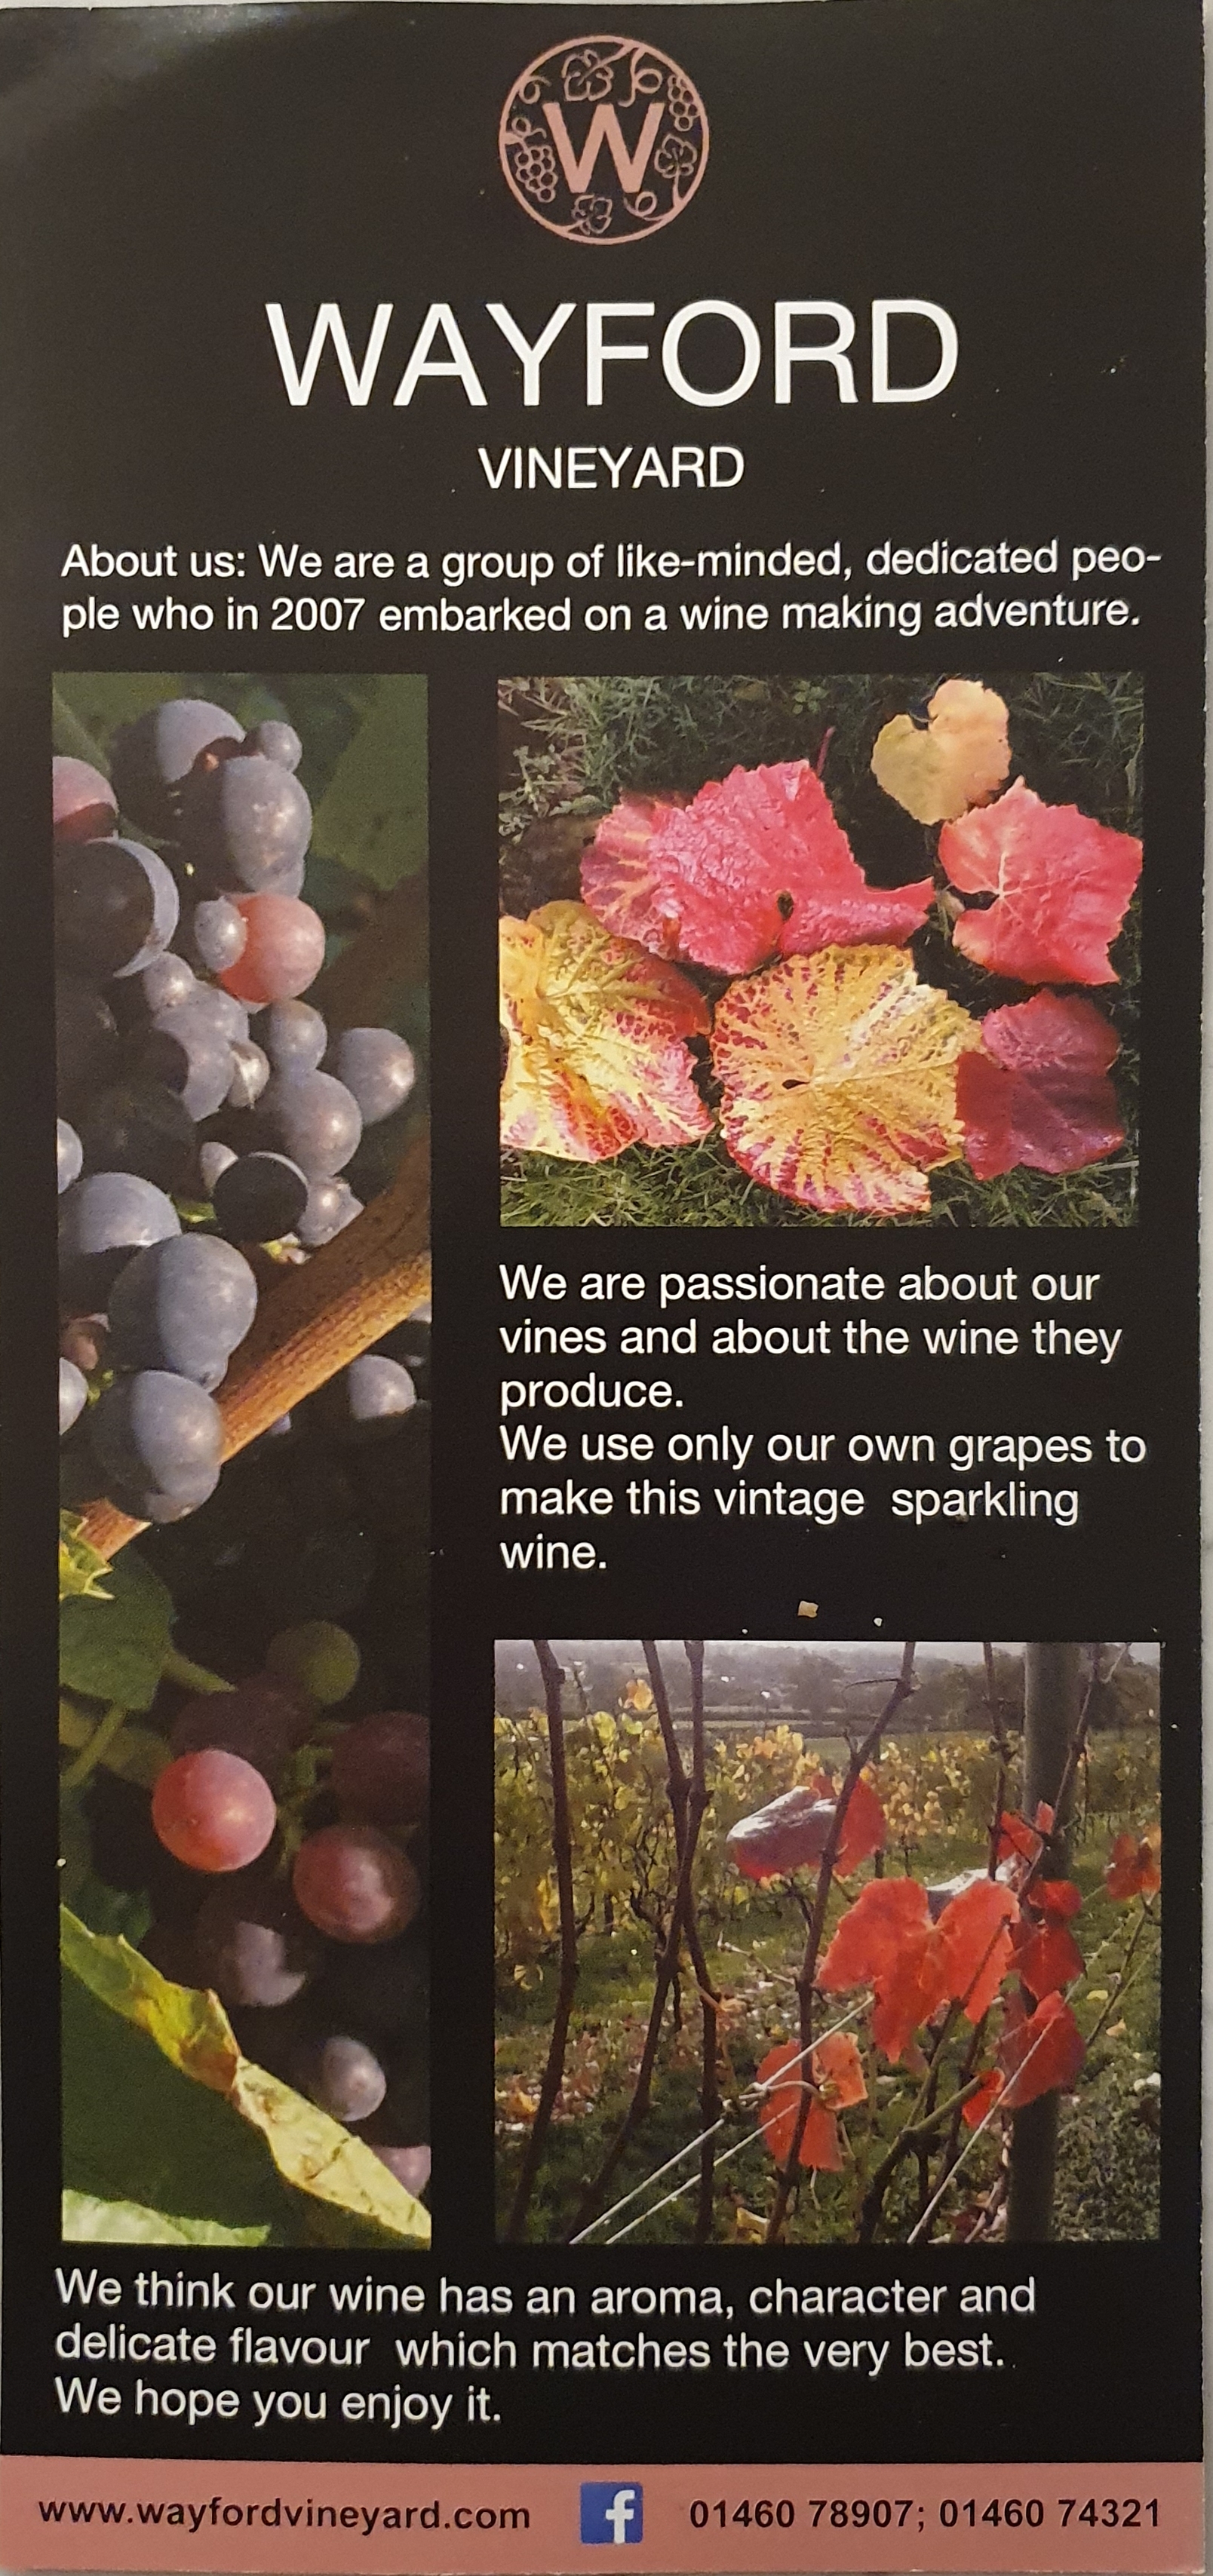 W
WAYFORD
VINEYARD
About us: We are a group of like-minded, dedicated peo-
ple who in 2007 embarked on a wine making adventure.
We are passionate about our
vines and about the wine they
produce.
We use only our own grapes to
make this vintage  sparkling
wine.
We think our wine has an aroma, character and
delicate flavour  which matches the very best.
We hope you enjoy it.
www.wayfordvineyard.com f 01460 78907; 01460 74321